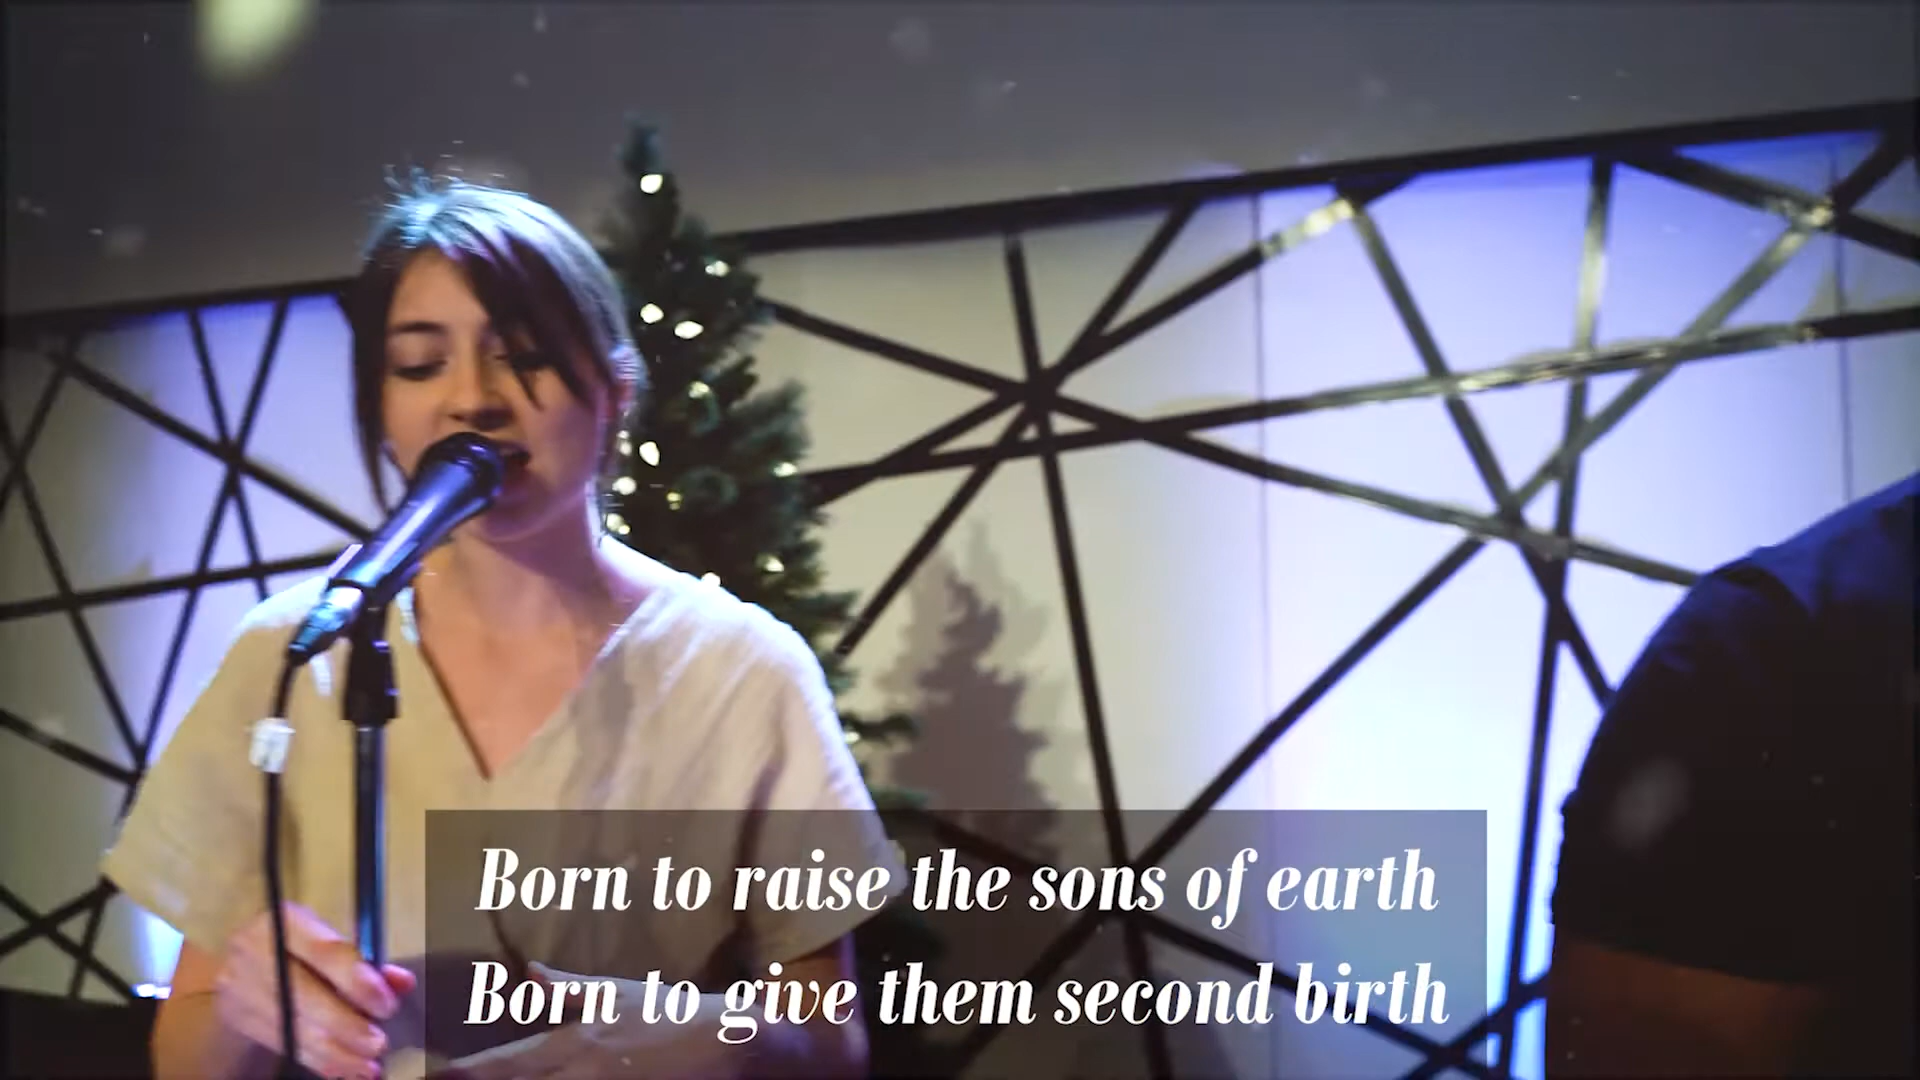 Born to raise the sons of earth
Born to give them second birth